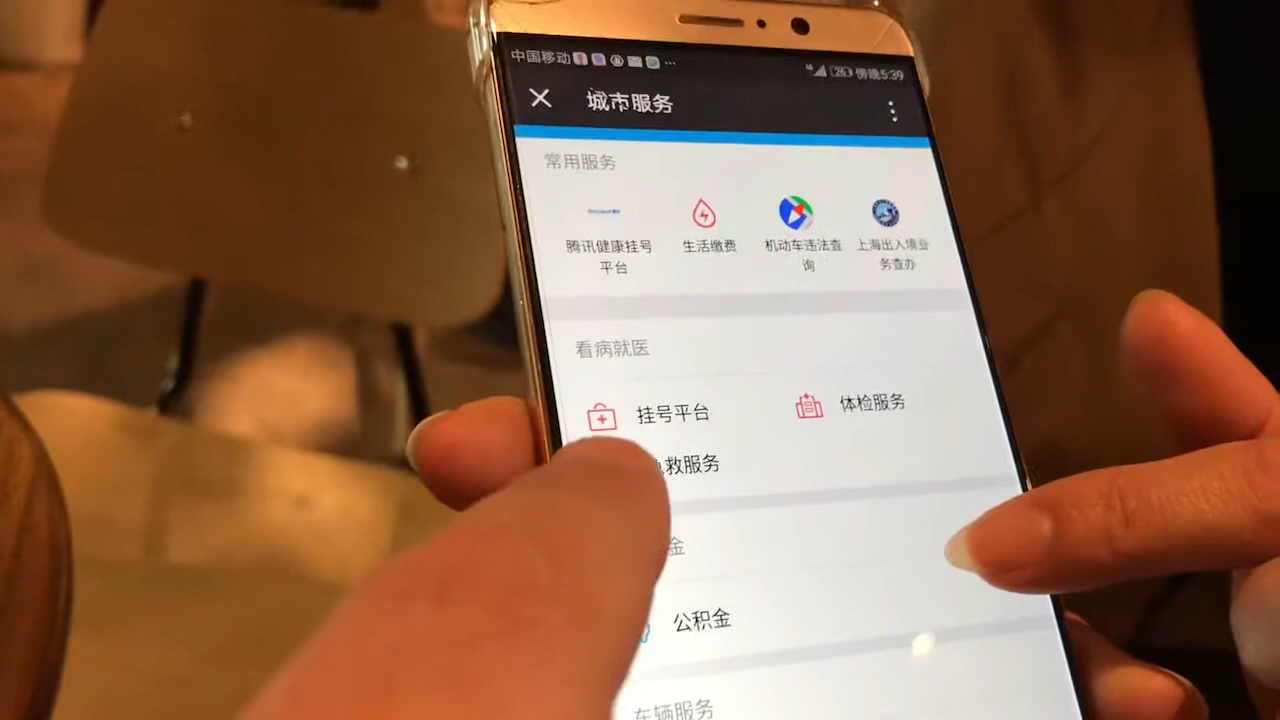 中国移动
26 傍晚5:39
城市服务
常用服务
腾讯健康挂号
平台
生活缴费
机动车违法查
询
上海出入境业
务查办
看病就医
挂号平台
体检服务
救服务
金
公积金
车辆服务